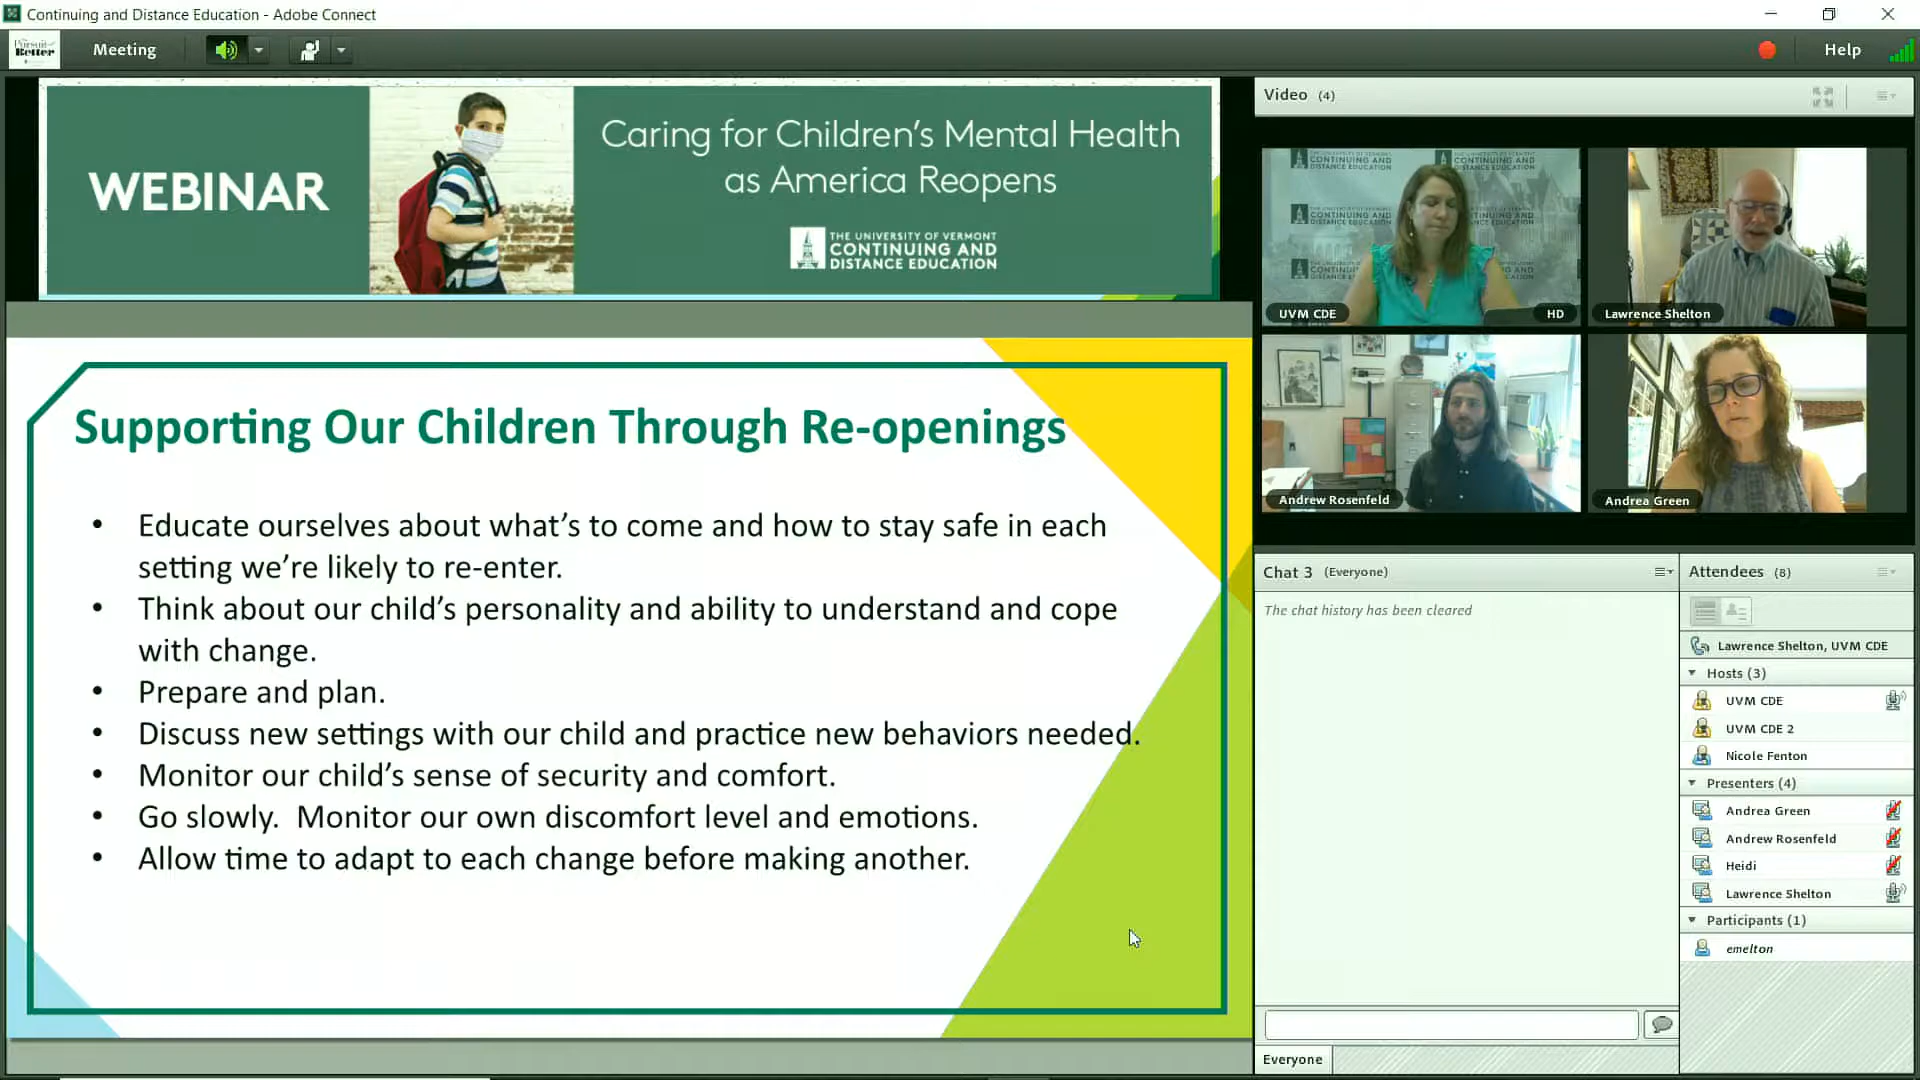 Continuing and Distance Education - Adobe Connect
Pursuit of
Better
Meeting
Help
WEBINAR
Caring for Children's Mental Health
as America Reopens
THE UNIVERSITY OF VERMONT
CONTINUING AND
DISTANCE EDUCATION
Supporting Our Children Through Re-openings
• Educate ourselves about what's to come and how to stay safe in each
setting we're likely to re-enter.
• Think about our child's personality and ability to understand and cope
with change.
• Prepare and plan.
• Discuss new settings with our child and practice new behaviors needed.
• Monitor our child's sense of security and comfort.
• Go slowly.  Monitor our own discomfort level and emotions.
• Allow time to adapt to each change before making another.
Video (4)
CONTINUING AND
DISTANCE EDUCATION
UVM CDE
HD
Lawrence Shelton
Andrew Rosenfeld
Andrea Green
Chat 3 (Everyone)
The chat history has been cleared
Everyone
Attendees (8)
Lawrence Shelton, UVM CDE
Hosts (3)
UVM CDE
UVM CDE 2
Nicole Fenton
Presenters (4)
Andrea Green
Andrew Rosenfeld
Heidi
Lawrence Shelton
Participants (1)
emelton